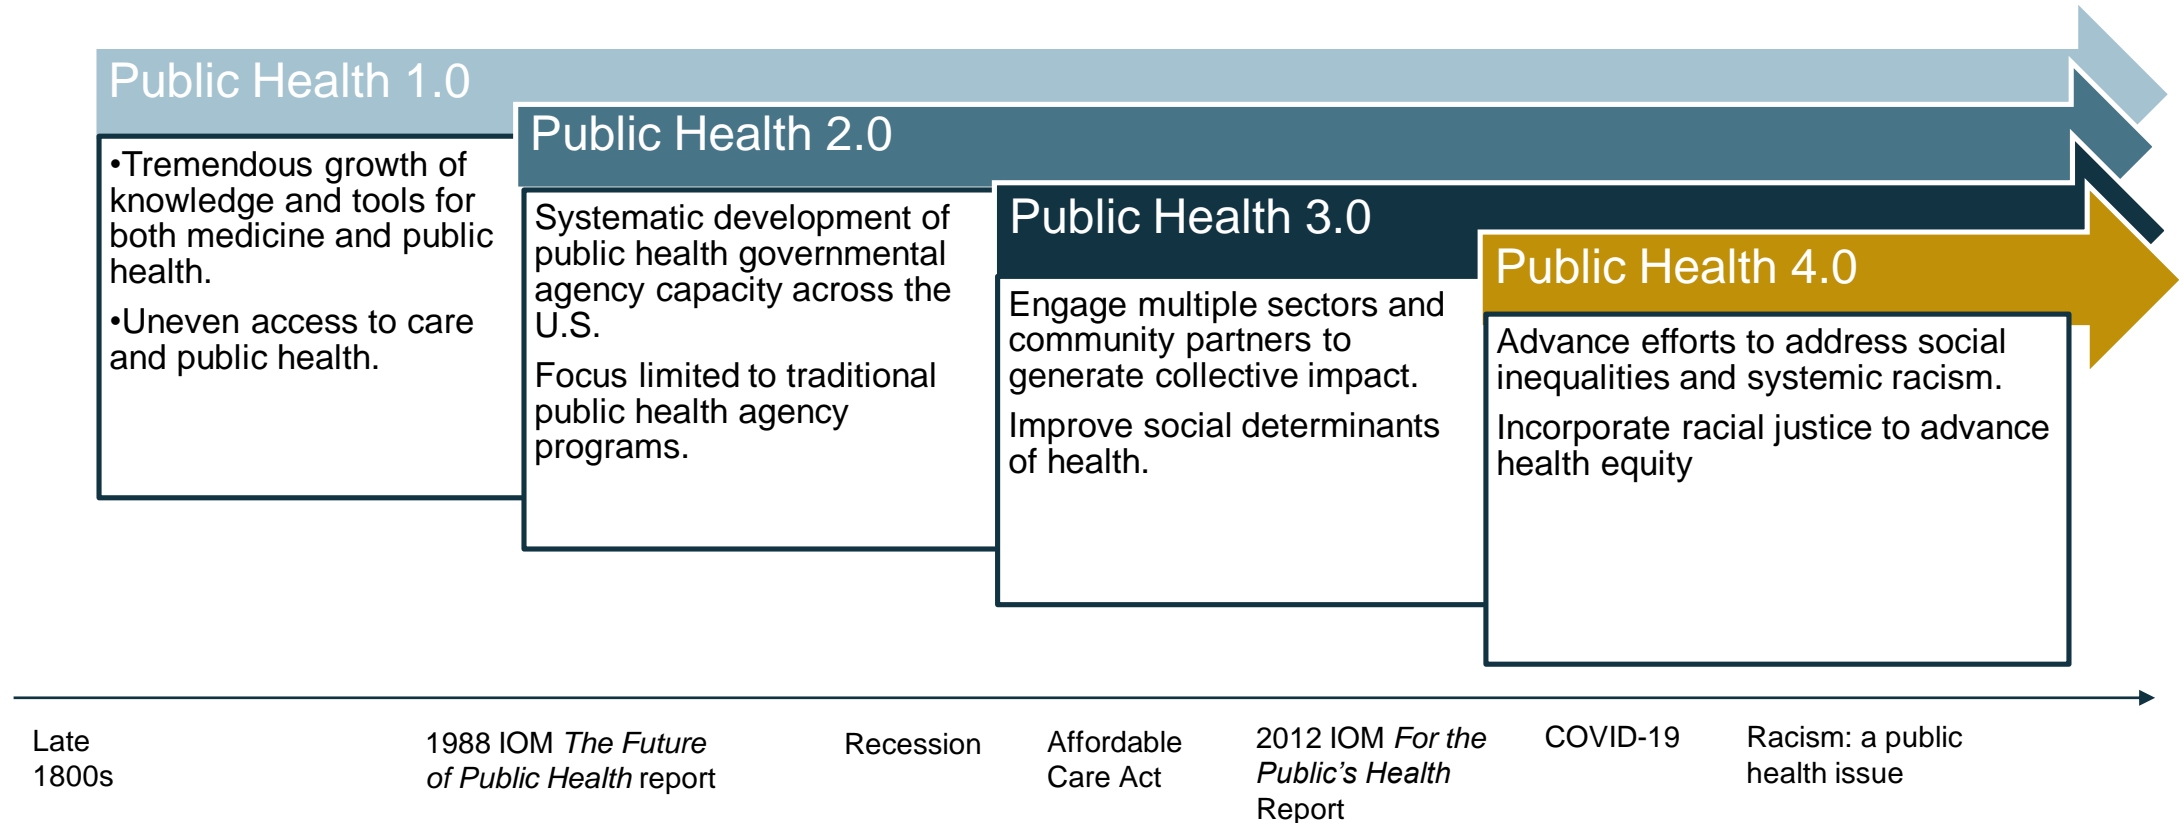 Public Health 1.0
•Tremendous growth of
knowledge and tools for
both medicine and public
health.
•Uneven access to care
and public health.
Public Health 2.0
Systematic development of
public health governmental
agency capacity across the
U.S.
Focus limited to traditional
public health agency
programs.
Public Health 3.0
Engage multiple sectors and
community partners to
generate collective impact.
Improve social determinants
of health.
Public Health 4.0
Advance efforts to address social
inequalities and systemic racism.
Incorporate racial justice to advance
health equity
Late
1800s
1988 IOM The Future
of Public Health report
Recession
Affordable
Care Act
2012 IOM For the
Public’s Health
Report
COVID-19
Racism: a public
health issue